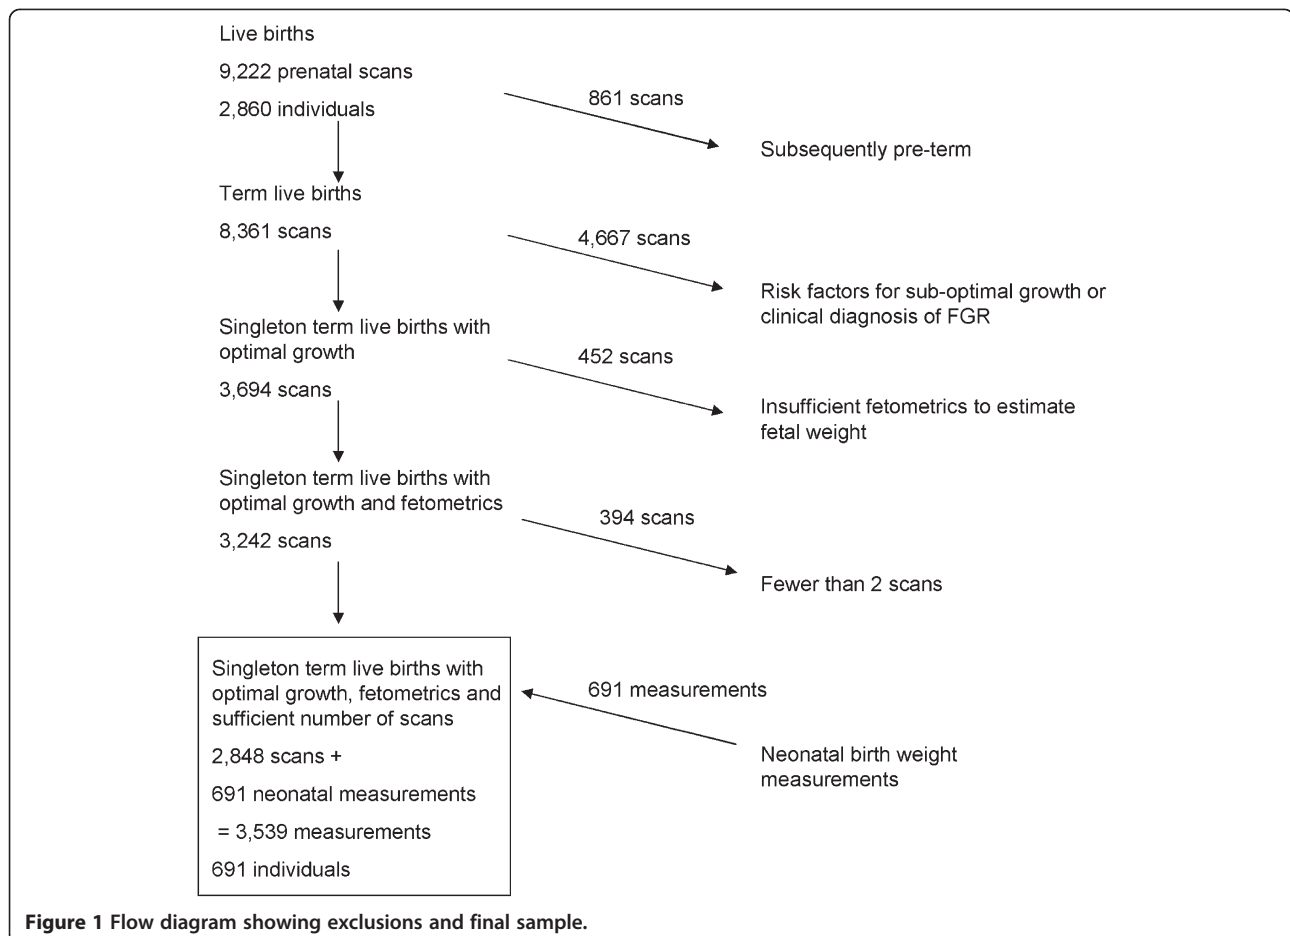 Live births
9,222 prenatal scans
2,860 individuals
861 scans
Subsequently pre-term
Term live births
8,361 scans
4,667 scans
Risk factors for sub-optimal growth or
clinical diagnosis of FGR
Singleton term live births with
optimal growth
3,694 scans
452 scans
Insufficient fetometrics to estimate
fetal weight
Singleton term live births with
optimal growth and fetometrics
3,242 scans
394 scans
Fewer than 2 scans
Singleton term live births with
optimal growth, fetometrics and
sufficient number of scans
2,848 scans +
691 neonatal measurements
= 3,539 measurements
691 individuals
691 measurements
Neonatal birth weight
measurements
Figure 1 Flow diagram showing exclusions and final sample.